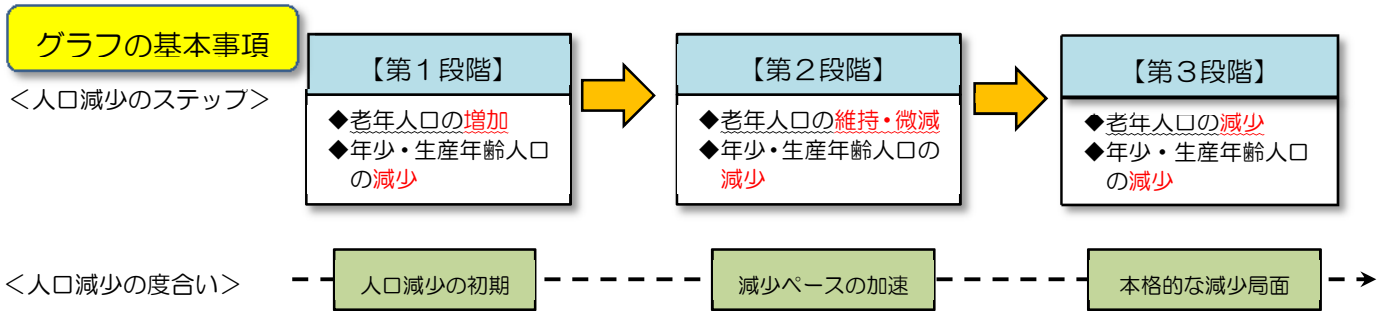 グラフの基本事項
＜人口減少のステップ＞
【第１段階】
◆老年人口の増加
◆年少・生産年齢人口
の減少
【第２段階】
◆老年人口の維持・微減
◆年少・生産年齢人口の
減少
【第３段階】
◆老年人口の減少
◆年少・生産年齢人口
の減少
＜人口減少の度合い＞
人口減少の初期
減少ペースの加速
本格的な減少局面